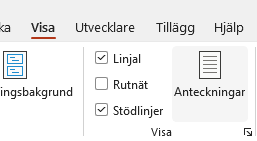 ka Visa Utvecklare Tillägg Hjälp
Linjal
Rutnät
ingsbakgrund Anteckningar
Stödlinjer
Visa